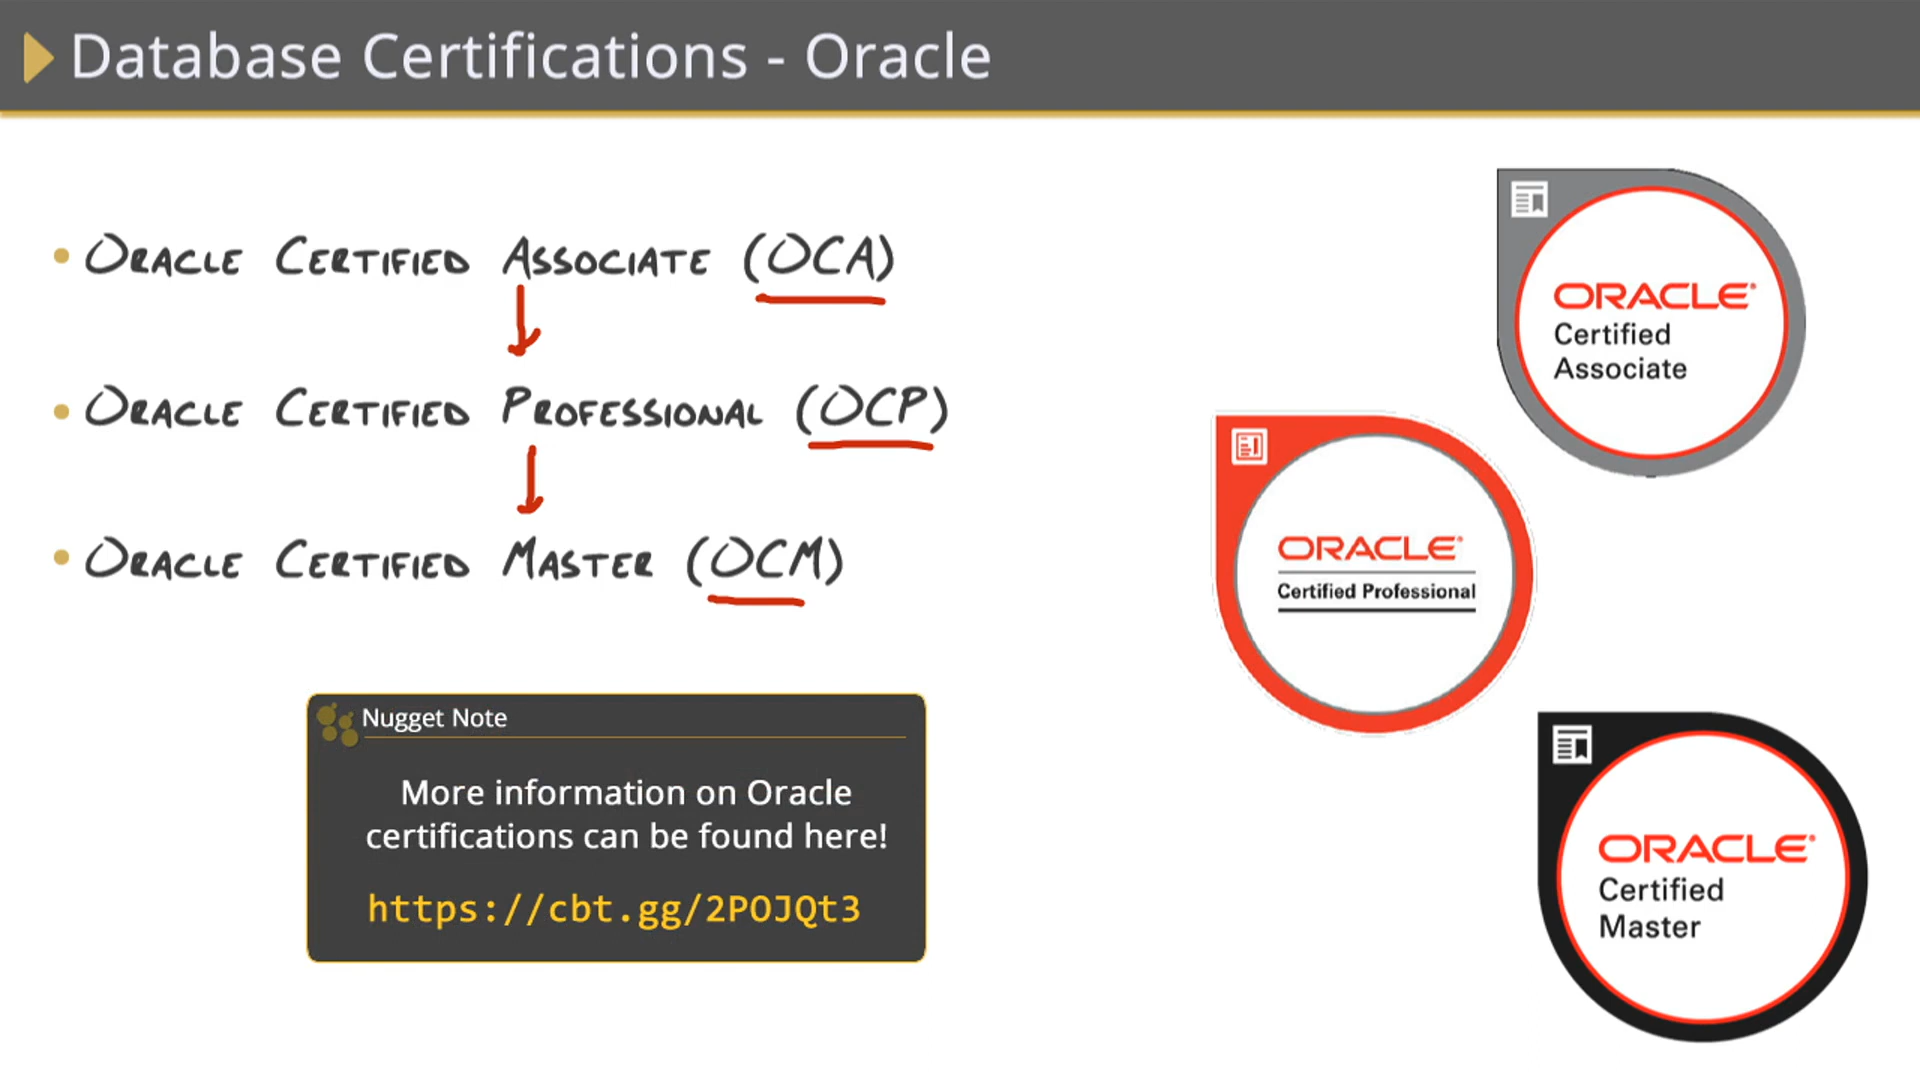 Database Certifications - Oracle
• Oracle Certified Associate (OCA)
• Oracle Certified Professional (OCP)
• Oracle Certified Master (OCM)
Nugget Note
More information on Oracle
certifications can be found here!
https://cbt.gg/2POJQt3
ORACLE
Certified
Associate
ORACLE
Certified Professional
ORACLE
Certified
Master